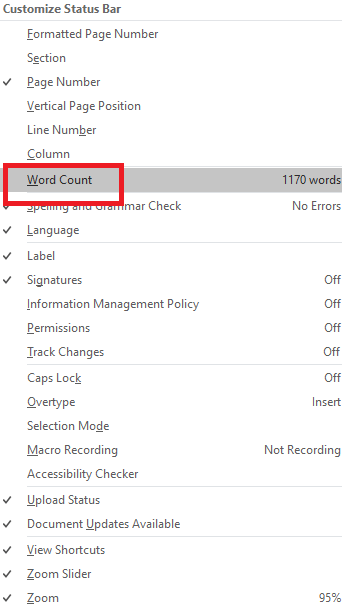 Customize Status Bar
Formatted Page Number
Section
Page Number
Vertical Page Position
Line Number
Column
Word Count 1170 words
Spelling and Grammar Check No Errors
Language
Label
Signatures Off
Information Management Policy Off
Permissions Off
Track Changes Off
Caps Lock Off
Overtype Insert
Selection Mode
Macro Recording Not Recording
Accessibility Checker
Upload Status
Document Updates Available
View Shortcuts
Zoom Slider
Zoom 95%